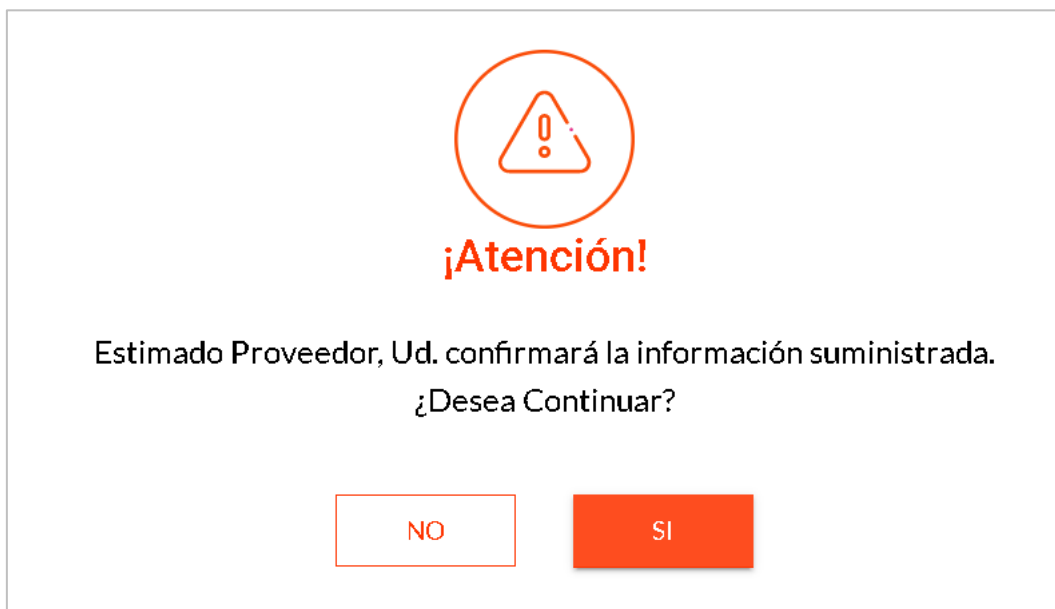 ¡Atención!
Estimado Proveedor, Ud. confirmará la información suministrada.
¿Desea Continuar?
NO
SI